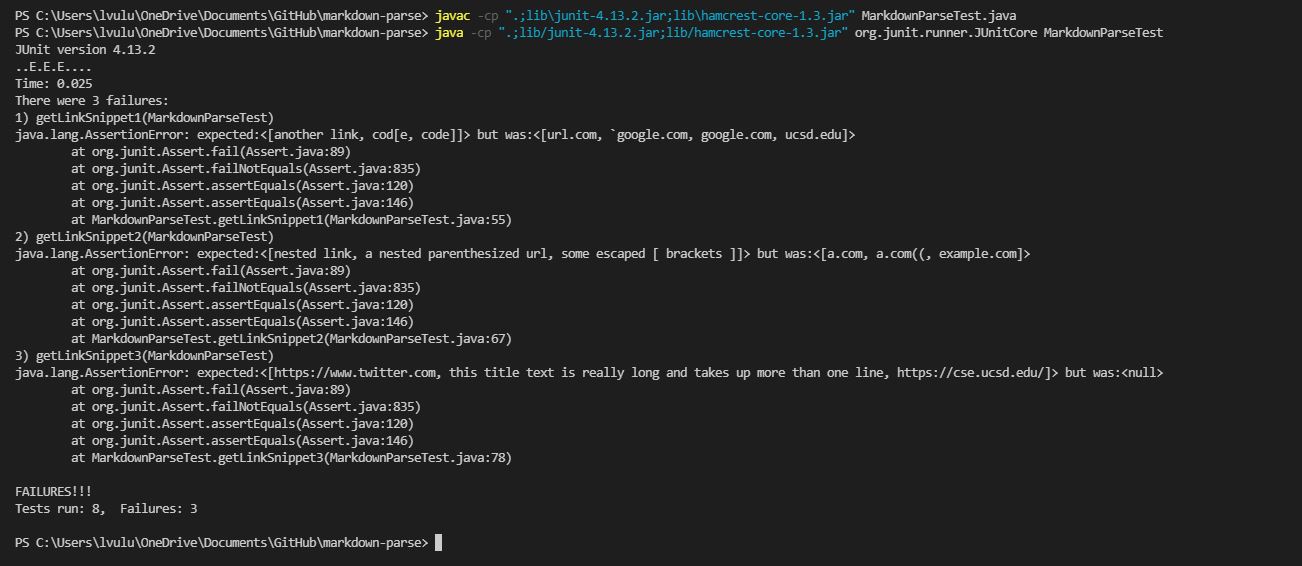 PS C:\Users\lvulu\OneDrive\Documents\GitHub\markdown-parse> javac -cp ".;lib\junit-4.13.2.jar;lib\hamcrest-core-1.3.jar" MarkdownParseTest.java
PS C:\Users\lvulu\OneDrive\Documents\GitHub\markdown-parse> java -cp ".;lib/junit-4.13.2.jar;lib/hamcrest-core-1.3.jar" org.junit.runner.JUnitCore MarkdownParseTest
JUnit version 4.13.2
..E.E.E....
Time: 0.025
There were 3 failures:
1) getLinkSnippet1(MarkdownParseTest)
java.lang.AssertionError: expected:<[another link, cod[e, code]]> but was:<[url.com, `google.com, google.com, ucsd.edu]>
        at org.junit.Assert.fail(Assert.java:89)
        at org.junit.Assert.failNotEquals(Assert.java:835)
        at org.junit.Assert.assertEquals(Assert.java:120)
        at org.junit.Assert.assertEquals(Assert.java:146)
        at MarkdownParseTest.getLinkSnippet1(MarkdownParseTest.java:55)
2) getLinkSnippet2(MarkdownParseTest)
java.lang.AssertionError: expected:<[nested link, a nested parenthesized url, some escaped [ brackets ]]> but was:<[a.com, a.com((, example.com]>
        at org.junit.Assert.fail(Assert.java:89)
        at org.junit.Assert.failNotEquals(Assert.java:835)
        at org.junit.Assert.assertEquals(Assert.java:120)
        at org.junit.Assert.assertEquals(Assert.java:146)
        at MarkdownParseTest.getLinkSnippet2(MarkdownParseTest.java:67)
3) getLinkSnippet3(MarkdownParseTest)
java.lang.AssertionError: expected:<[https://www.twitter.com, this title text is really long and takes up more than one line, https://cse.ucsd.edu/]> but was:<null>
        at org.junit.Assert.fail(Assert.java:89)
        at org.junit.Assert.failNotEquals(Assert.java:835)
        at org.junit.Assert.assertEquals(Assert.java:120)
        at org.junit.Assert.assertEquals(Assert.java:146)
        at MarkdownParseTest.getLinkSnippet3(MarkdownParseTest.java:78)
FAILURES!!!
Tests run: 8,  Failures: 3
PS C:\Users\lvulu\OneDrive\Documents\GitHub\markdown-parse>